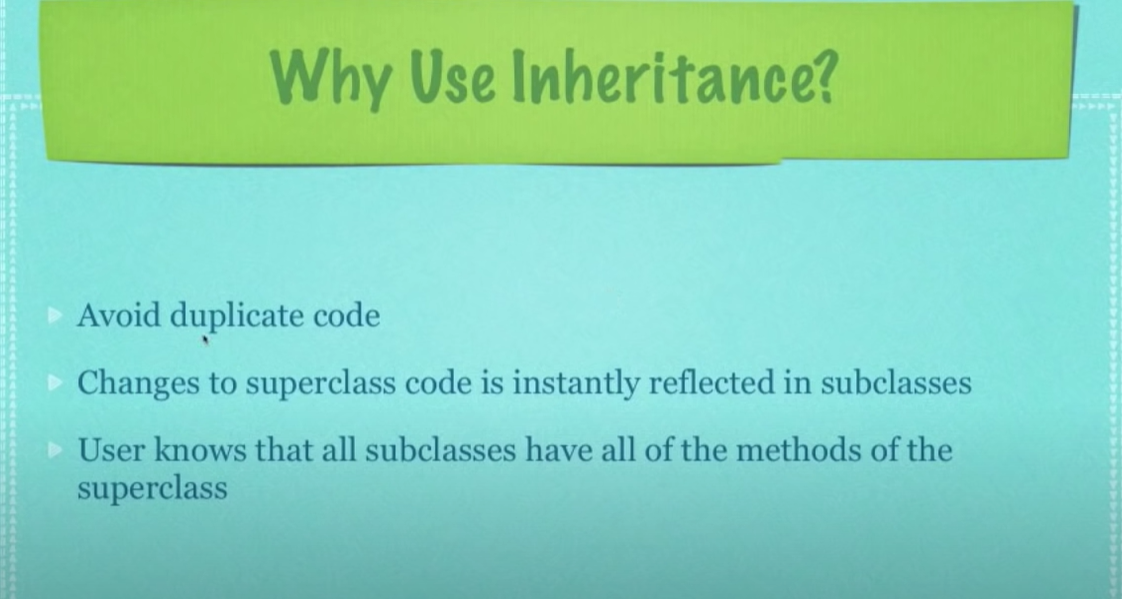 Why Use Inheritance?
Avoid duplicate code
Changes to superclass code is instantly reflected in subclasses
User knows that all subclasses have all of the methods of the
superclass